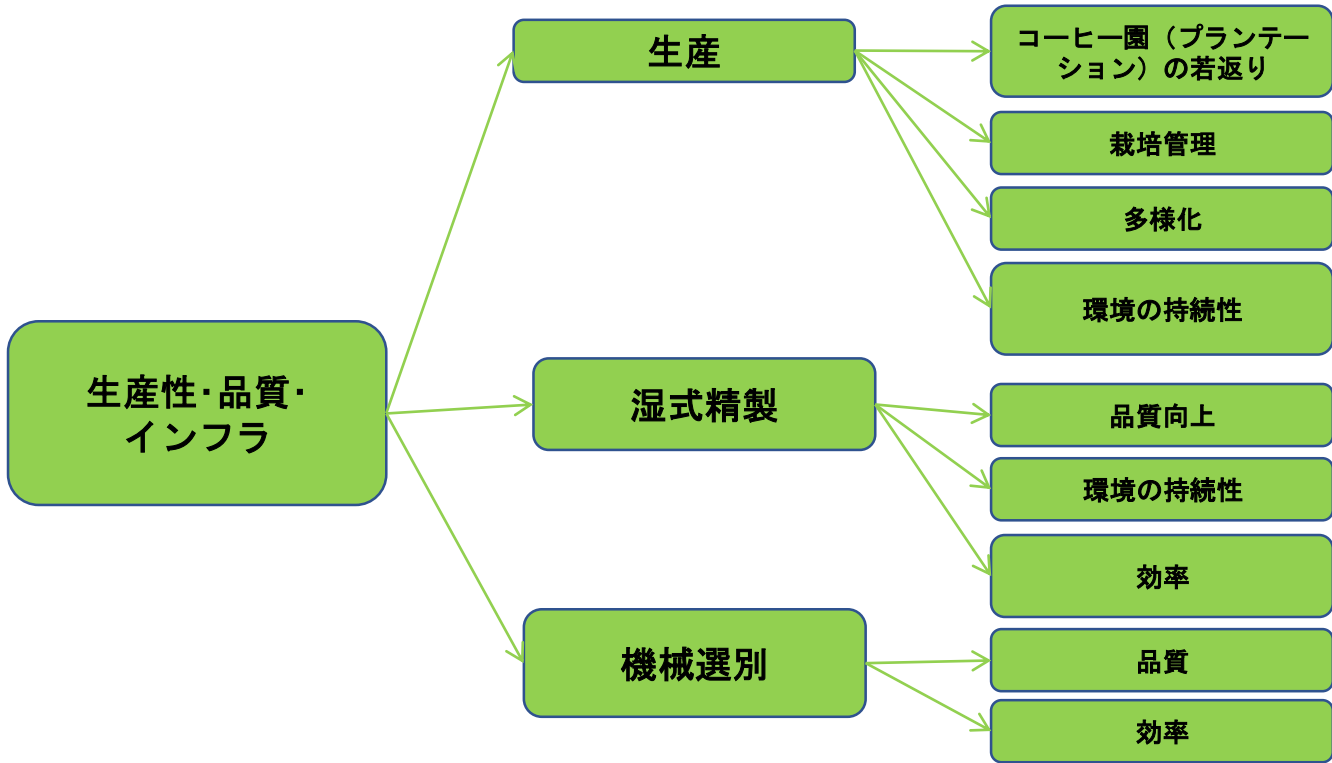 生産性・品質・
インフラ
生産
コーヒー園（プランテー
ション）の若返り
栽培管理
多様化
環境の持続性
湿式精製
品質向上
環境の持続性
効率
機械選別
品質
効率